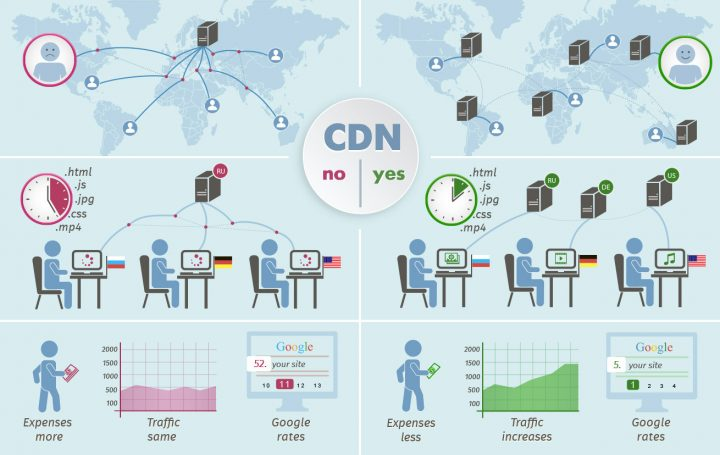 CDN
no
yes
.html
.js
.jpg
.css
.mp4
RU
.html
.js
.jpg
.css
.mp4
RU
DE
US
2000
1500
1000
500
100
Google
52.
your site
10
11
12
13
Expenses
more
Traffic
same
Google
rates
2000
1500
1000
500
100
Google
5.
your site
1
2
3
4
Expenses
less
Traffic
increases
Google
rates